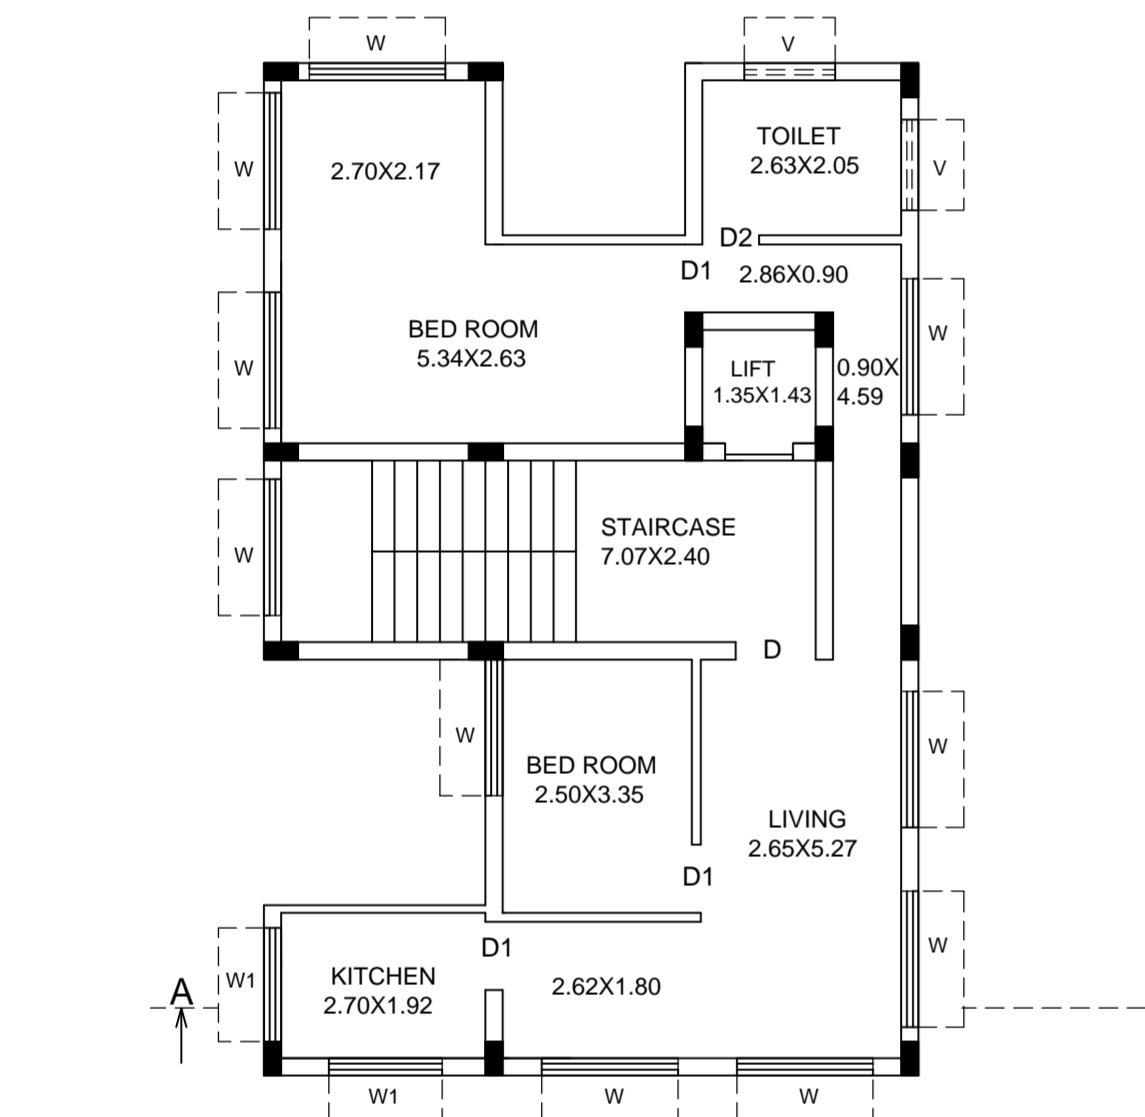 W
V
W
2.70X2.17
TOILET
2.63X2.05
V
D2
D1
2.86X0.90
BED ROOM
5.34X2.63
W
W
LIFT
1.35X1.43
0.90X
4.59
W
STAIRCASE
7.07X2.40
D
W
BED ROOM
2.50X3.35
W
LIVING
2.65X5.27
D1
D1
W
KITCHEN
2.70X1.92
W1
2.62X1.80
A
W1
W
W